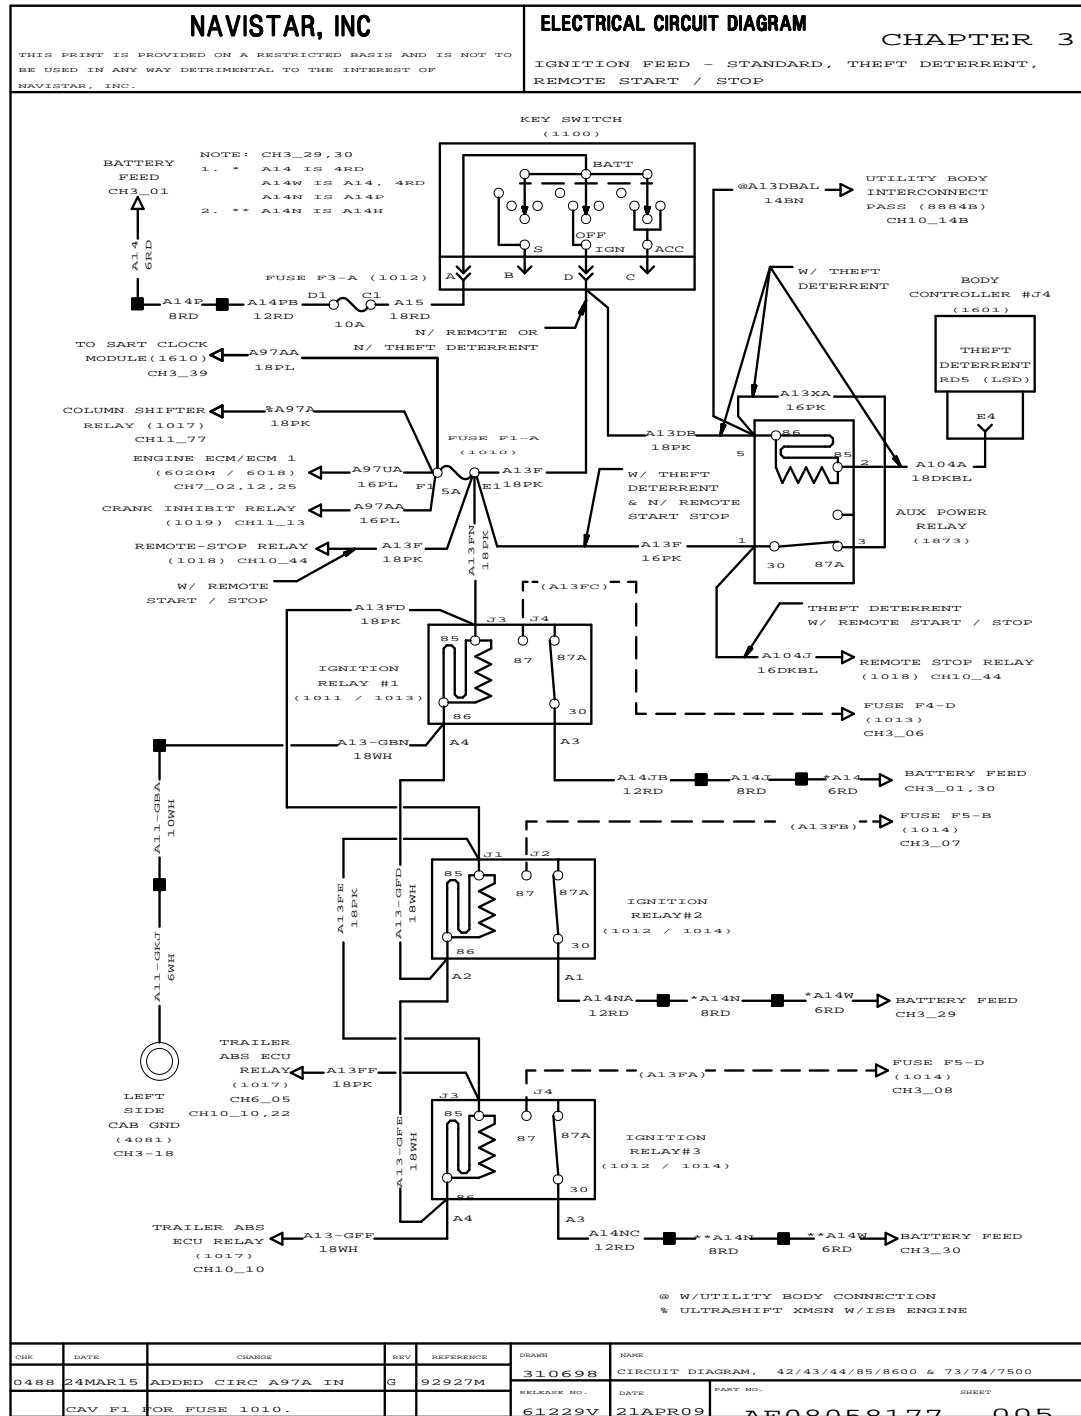 NAVISTAR, INC
THIS PRINT IS PROVIDED ON A RESTRICTED BASIS AND IS NOT TO
BE USED IN ANY WAY DETRIMENTAL TO THE INTEREST OF
NAVISTAR, INC.
ELECTRICAL CIRCUIT DIAGRAM
CHAPTER 3
IGNITION FEED - STANDARD, THEFT DETERRENT,
REMOTE START / STOP
KEY SWITCH
(1100)
BATT
OFF
S
IGN
ACC
A
B
D
C
BATTERY
FEED
CH3_01
NOTE: CH3_29,30
1. * A14 IS 4RD
A14W IS A14, 4RD
A14N IS A14P
2. ** A14N IS A14H
A14
6RD
FUSE F3-A (1012)
A14P
8RD
A14PB
12RD
D1
C1
10A
A15
18RD
N/ REMOTE OR
N/ THEFT DETERRENT
@A13DBAL
14BN
UTILITY BODY
INTERCONNECT
PASS (8884B)
CH10_14B
W/ THEFT
DETERRENT
BODY
CONTROLLER #J4
(1601)
THEFT
DETERRENT
RD5 (LSD)
E4
TO SART CLOCK
MODULE(1610)
CH3_39
A97AA
18PL
COLUMN SHIFTER
RELAY (1017)
CH11_77
%A97A
18PK
ENGINE ECM/ECM 1
(6020M / 6018)
CH7_02,12,25
A97UA
16PL
CRANK INHIBIT RELAY
(1019) CH11_13
A97AA
16PL
REMOTE-STOP RELAY
(1018) CH10_44
A13F
18PK
W/ REMOTE
START / STOP
FUSE F1-A
(1010)
F1
5A
E1
A13F
18PK
A13FN
18PK
A13DB
18PK
A13XA
16PK
W/ THEFT
DETERRENT
& N/ REMOTE
START STOP
A13F
16PK
5
86
85
2
1
30
87A
3
A104A
18DKBL
AUX POWER
RELAY
(1873)
THEFT DETERRENT
W/ REMOTE START / STOP
A104J
16DKBL
REMOTE STOP RELAY
(1018) CH10_44
(A13FC)
FUSE F4-D
(1013)
CH3_06
A13FD
18PK
J3
J4
85
87
87A
86
30
IGNITION
RELAY #1
(1011 / 1013)
A13-GBN
18WH
A4
A3
A14JB
12RD
A14J
8RD
*A14
6RD
BATTERY FEED
CH3_01,30
A11-GBA
10WH
A11-GKJ
6WH
LEFT
SIDE
CAB GND
(4081)
CH3-18
A13FE
18PK
A13-GFD
18WH
(A13FB)
FUSE F5-B
(1014)
CH3_07
J1
J2
85
87
87A
86
30
IGNITION
RELAY#2
(1012 / 1014)
A2
A1
A14NA
12RD
*A14N
8RD
*A14W
6RD
BATTERY FEED
CH3_29
TRAILER
ABS ECU
RELAY
(1017)
CH6_05
CH10_10,22
A13FF
18PK
(A13FA)
FUSE F5-D
(1014)
CH3_08
J3
J4
85
87
87A
86
30
IGNITION
RELAY#3
(1012 / 1014)
A13-GFE
18WH
A4
A3
TRAILER ABS
ECU RELAY
(1017)
CH10_10
A13-GFF
18WH
A14NC
12RD
**A14N
8RD
**A14W
6RD
BATTERY FEED
CH3_30
@ W/UTILITY BODY CONNECTION
% ULTRASHIFT XMSN W/ISB ENGINE
CHK DATE CHANGE REV REFERENCE
0488 24MAR15 ADDED CIRC A97A IN G 92927M
CAV F1 FOR FUSE 1010.
DRAWN
310698
NAME
CIRCUIT DIAGRAM, 42/43/44/85/8600 & 73/74/7500
RELEASE NO.
61229V
DATE
21APR09
PART NO.
SHEET
AE08058177 005